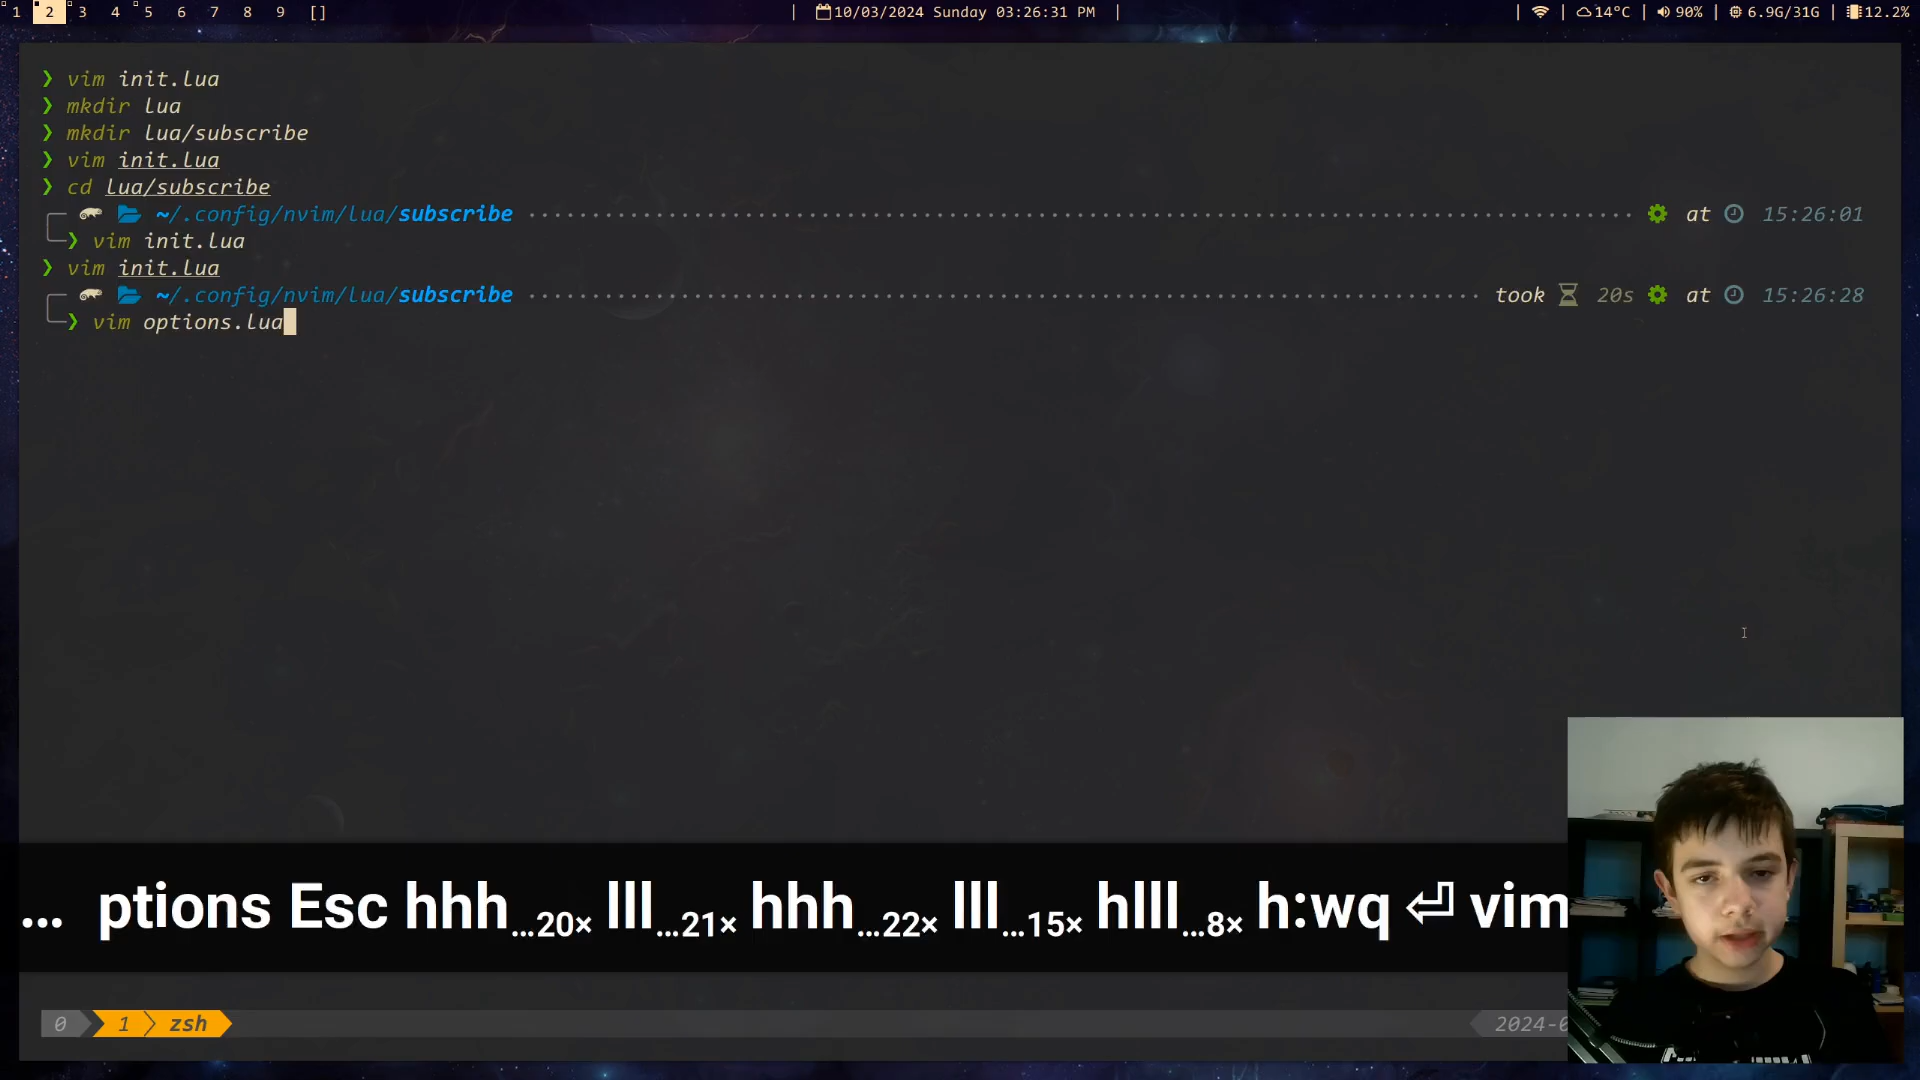 1 2 3 4 5 6 7 8 9 [] | 10/03/2024 Sunday 03:26:31 PM | | | 14°C | 90% | 6.9G/31G | 12.2%
❯ vim init.lua
❯ mkdir lua
❯ mkdir lua/subscribe
❯ vim init.lua
❯ cd lua/subscribe
~/.config/nvim/lua/subscribe at 15:26:01
❯ vim init.lua
❯ vim init.lua
~/.config/nvim/lua/subscribe took 20s at 15:26:28
❯ vim options.lua
... ptions Esc hhh...20× lll...21× hhh...22× lll...15× hlll...8× h:wq ⏎ vim
0 1 zsh 2024-0